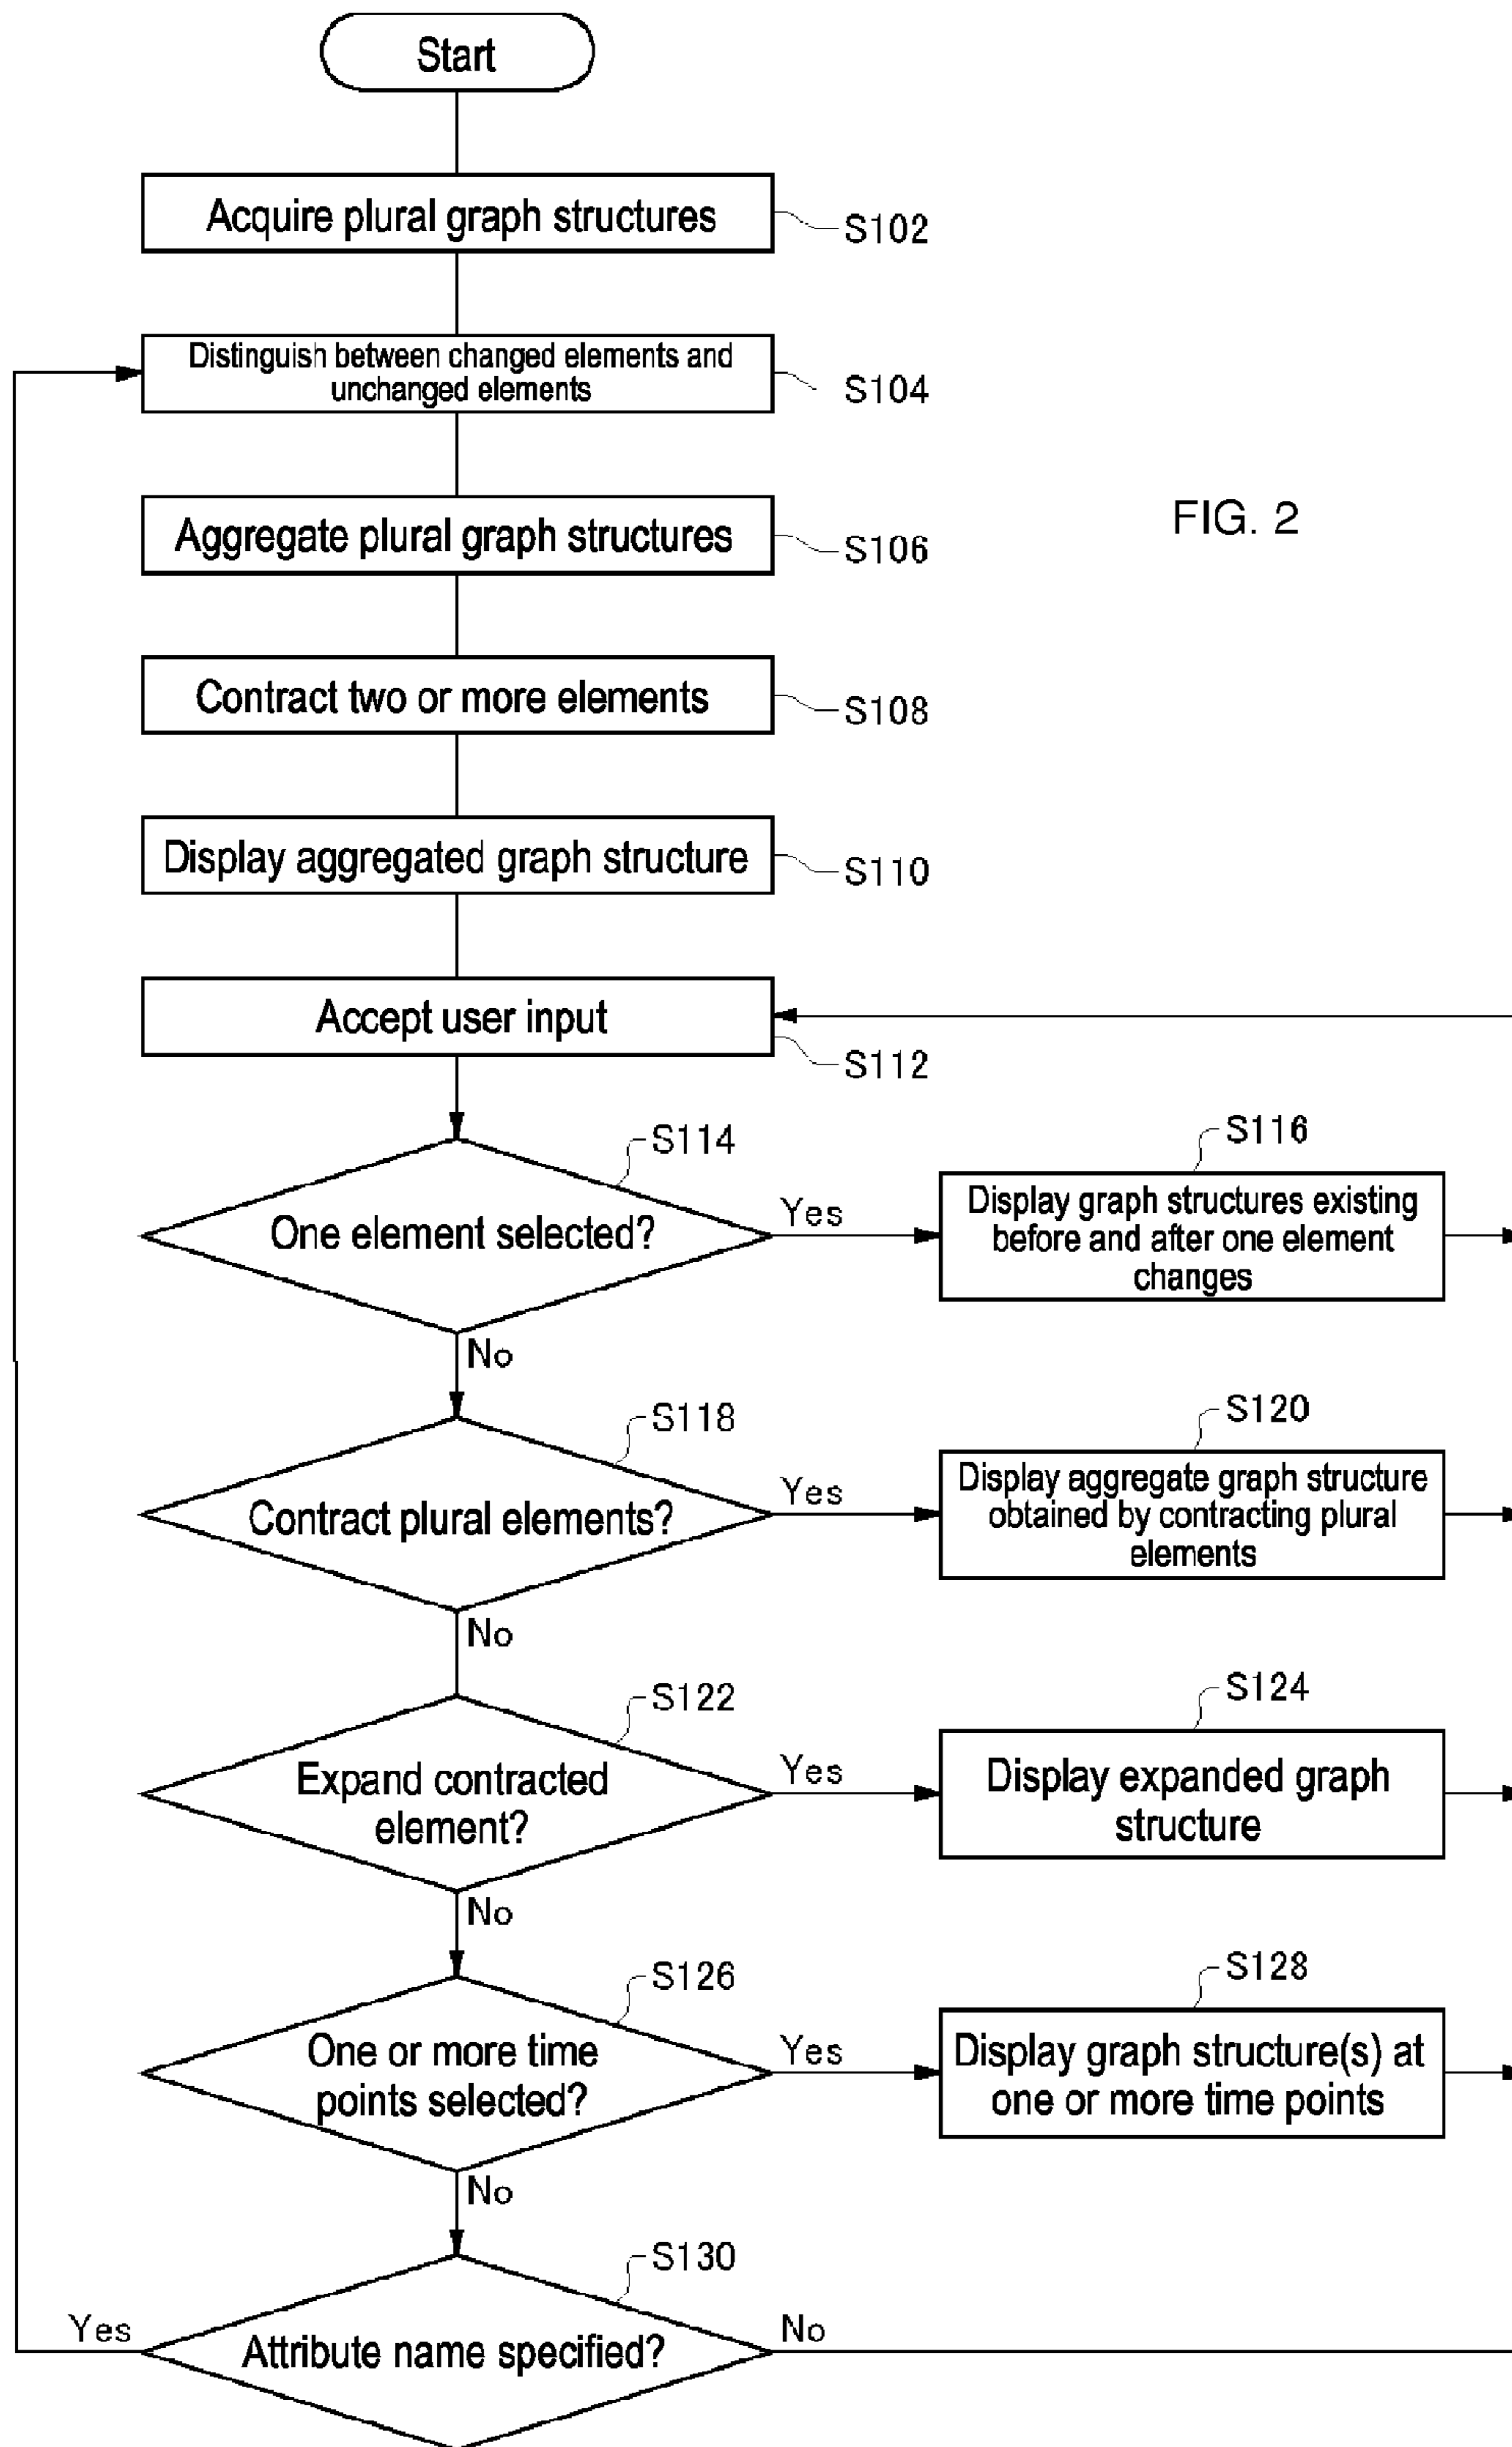 Start
Acquire plural graph structures
S102
Distinguish between changed elements and
unchanged elements
S104
Aggregate plural graph structures
S106
FIG. 2
Contract two or more elements
S108
Display aggregated graph structure
S110
Accept user input
S112
S114
One element selected?
Yes
No
S116
Display graph structures existing
before and after one element
changes
S118
Contract plural elements?
Yes
No
S120
Display aggregate graph structure
obtained by contracting plural
elements
S122
Expand contracted
element?
Yes
No
S124
Display expanded graph
structure
S126
One or more time
points selected?
Yes
No
S128
Display graph structure(s) at
one or more time points
S130
Attribute name specified?
Yes
No